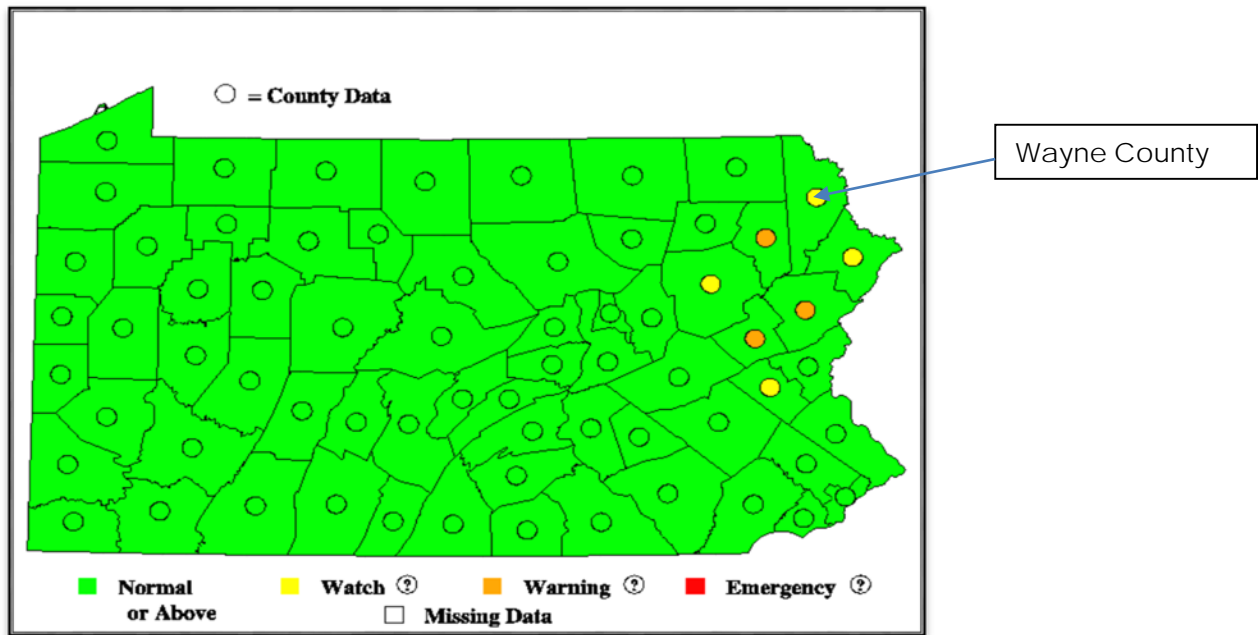 = County Data
Wayne County
Normal
or Above
Watch ?
Warning ?
Emergency ?
Missing Data